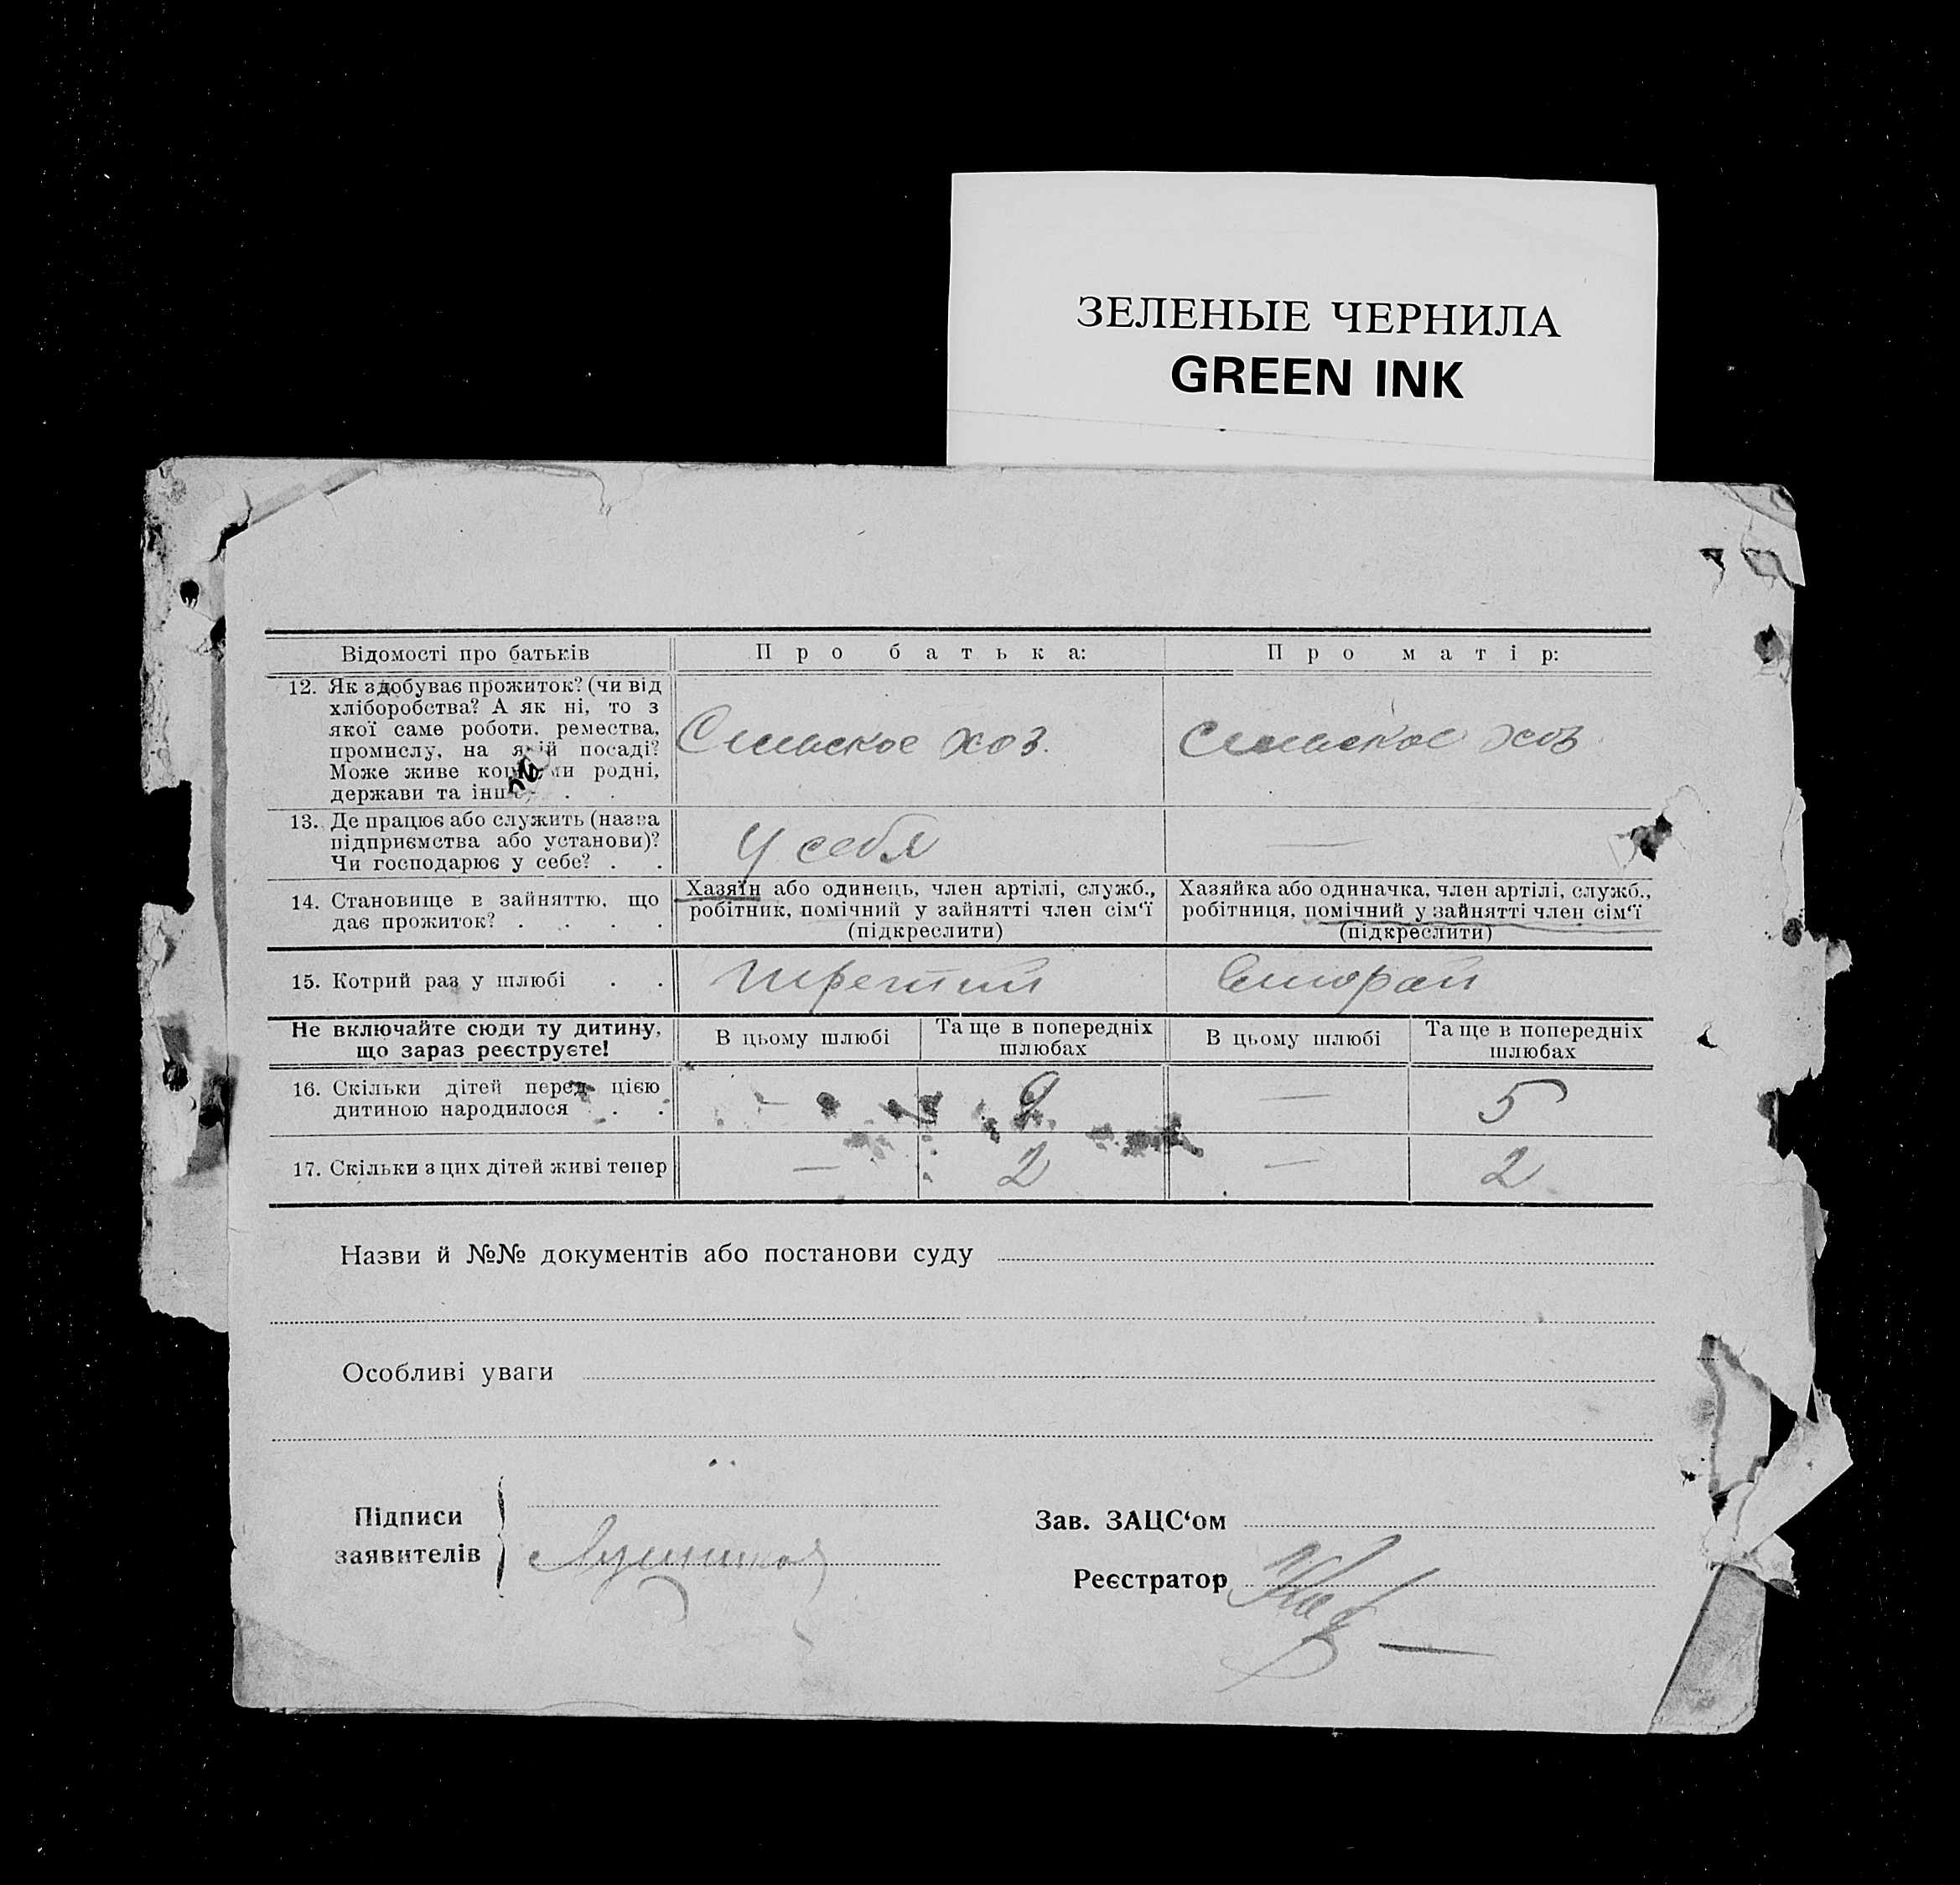 ЗЕЛЕНЫЕ ЧЕРНИЛА
GREEN INK
Відомості про батьків
Про батька:
Про матір:
12. Як здобуває прожиток? (чи від
хліборобства? А як ні, то з
якої саме роботи, ремества,
промислу, на якій посаді?
Може живе коштами родні,
держави та інше,
Сельское хоз.
Сельское хоз.
13. Де працює або служить (назва
підприємства або установи)?
Чи господарює у себе? . .
У себя
—
14. Становище в зайняттю, що
дає прожиток? . . . .
Хазяїн або одинець, член артілі, служб.,
робітник, помічний у зайнятті член сім‘ї
(підкреслити)
Хазяйка або одиначка, член артілі, служб.,
робітниця, помічний у зайнятті член сім‘ї
(підкреслити)
15. Котрий раз у шлюбі . .
третий
второй
Не включайте сюди ту дитину,
що зараз реєструєте!
В цьому шлюбі
Та ще в попередніх
шлюбах
В цьому шлюбі
Та ще в попередніх
шлюбах
16. Скільки дітей перед цією
дитиною народилося . .
—
9
—
5
17. Скільки з цих дітей живі тепер
—
2
—
2
Назви й №№ документів або постанови суду
Особливі уваги
Підписи
заявителів
Зав. ЗАЦС‘ом
Реєстратор